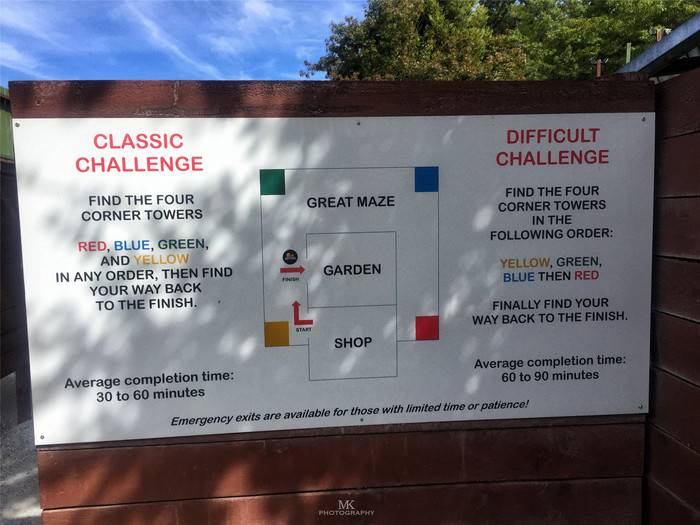 CLASSIC
CHALLENGE
FIND THE FOUR
CORNER TOWERS
RED, BLUE, GREEN,
AND YELLOW
IN ANY ORDER, THEN FIND
YOUR WAY BACK
TO THE FINISH.
Average completion time:
30 to 60 minutes
GREAT MAZE
GARDEN
FINISH
START
SHOP
DIFFICULT
CHALLENGE
FIND THE FOUR
CORNER TOWERS
IN THE
FOLLOWING ORDER:
YELLOW, GREEN,
BLUE THEN RED
FINALLY FIND YOUR
WAY BACK TO THE FINISH.
Average completion time:
60 to 90 minutes
Emergency exits are available for those with limited time or patience!
MK
PHOTOGRAPHY